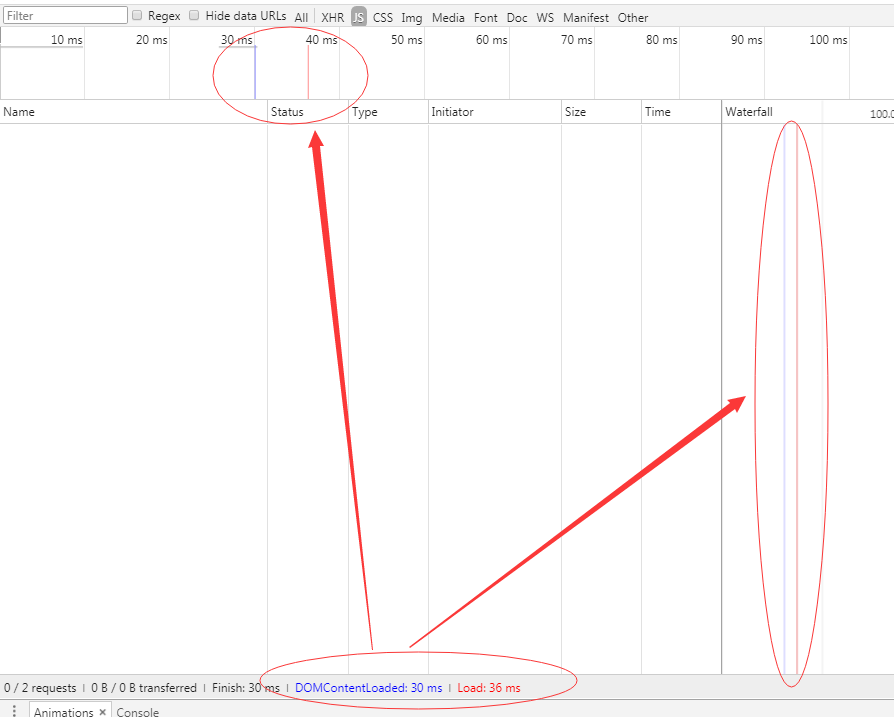 Filter Regex Hide data URLs All XHR JS CSS Img Media Font Doc WS Manifest Other
10 ms 20 ms 30 ms 40 ms 50 ms 60 ms 70 ms 80 ms 90 ms 100 ms
Name Status Type Initiator Size Time Waterfall 100.0
0 / 2 requests I 0 B / 0 B transferred I Finish: 30 ms I DOMContentLoaded: 30 ms I Load: 36 ms
Animations × Console